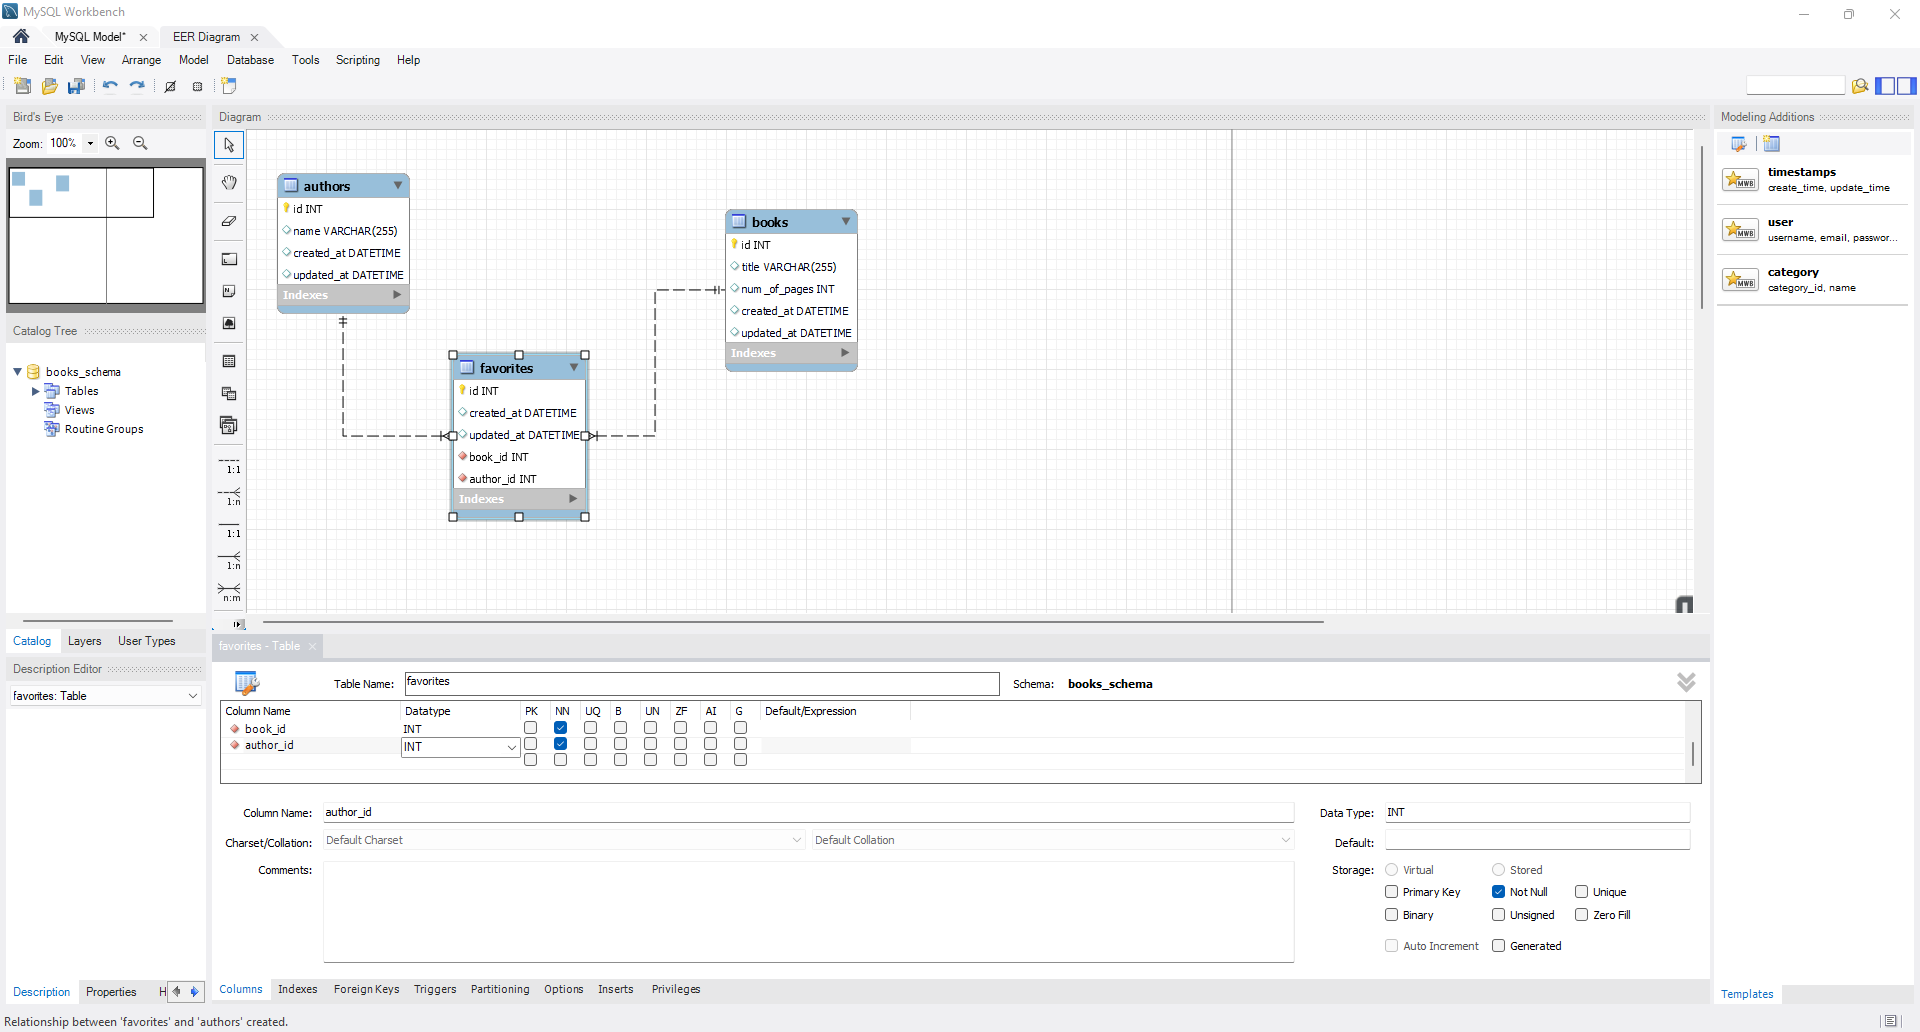 MySQL Workbench
MySQL Model*
EER Diagram
File Edit View Arrange Model Database Tools Scripting Help
Bird's Eye
Zoom: 100%
Catalog Tree
books_schema
Tables
Views
Routine Groups
Catalog Layers User Types
Description Editor
favorites: Table
Description Properties H
Diagram
1:1
1:n
1:1
1:n
n:m
authors
id INT
name VARCHAR(255)
created_at DATETIME
updated_at DATETIME
Indexes
favorites
id INT
created_at DATETIME
updated_at DATETIME
book_id INT
author_id INT
Indexes
books
id INT
title VARCHAR(255)
num_of_pages INT
created_at DATETIME
updated_at DATETIME
Indexes
Modeling Additions
MWB
timestamps
create_time, update_time
MWB
user
username, email, passwor...
MWB
category
category_id, name
Templates
favorites - Table
Table Name: favorites Schema: books_schema
Column Name Datatype PK NN UQ B UN ZF AI G Default/Expression
book_id INT
author_id INT
Column Name: author_id Data Type: INT
Charset/Collation: Default Charset Default Collation Default:
Comments: Storage: Virtual Stored
Primary Key Not Null Unique
Binary Unsigned Zero Fill
Auto Increment Generated
Columns Indexes Foreign Keys Triggers Partitioning Options Inserts Privileges
Relationship between 'favorites' and 'authors' created.